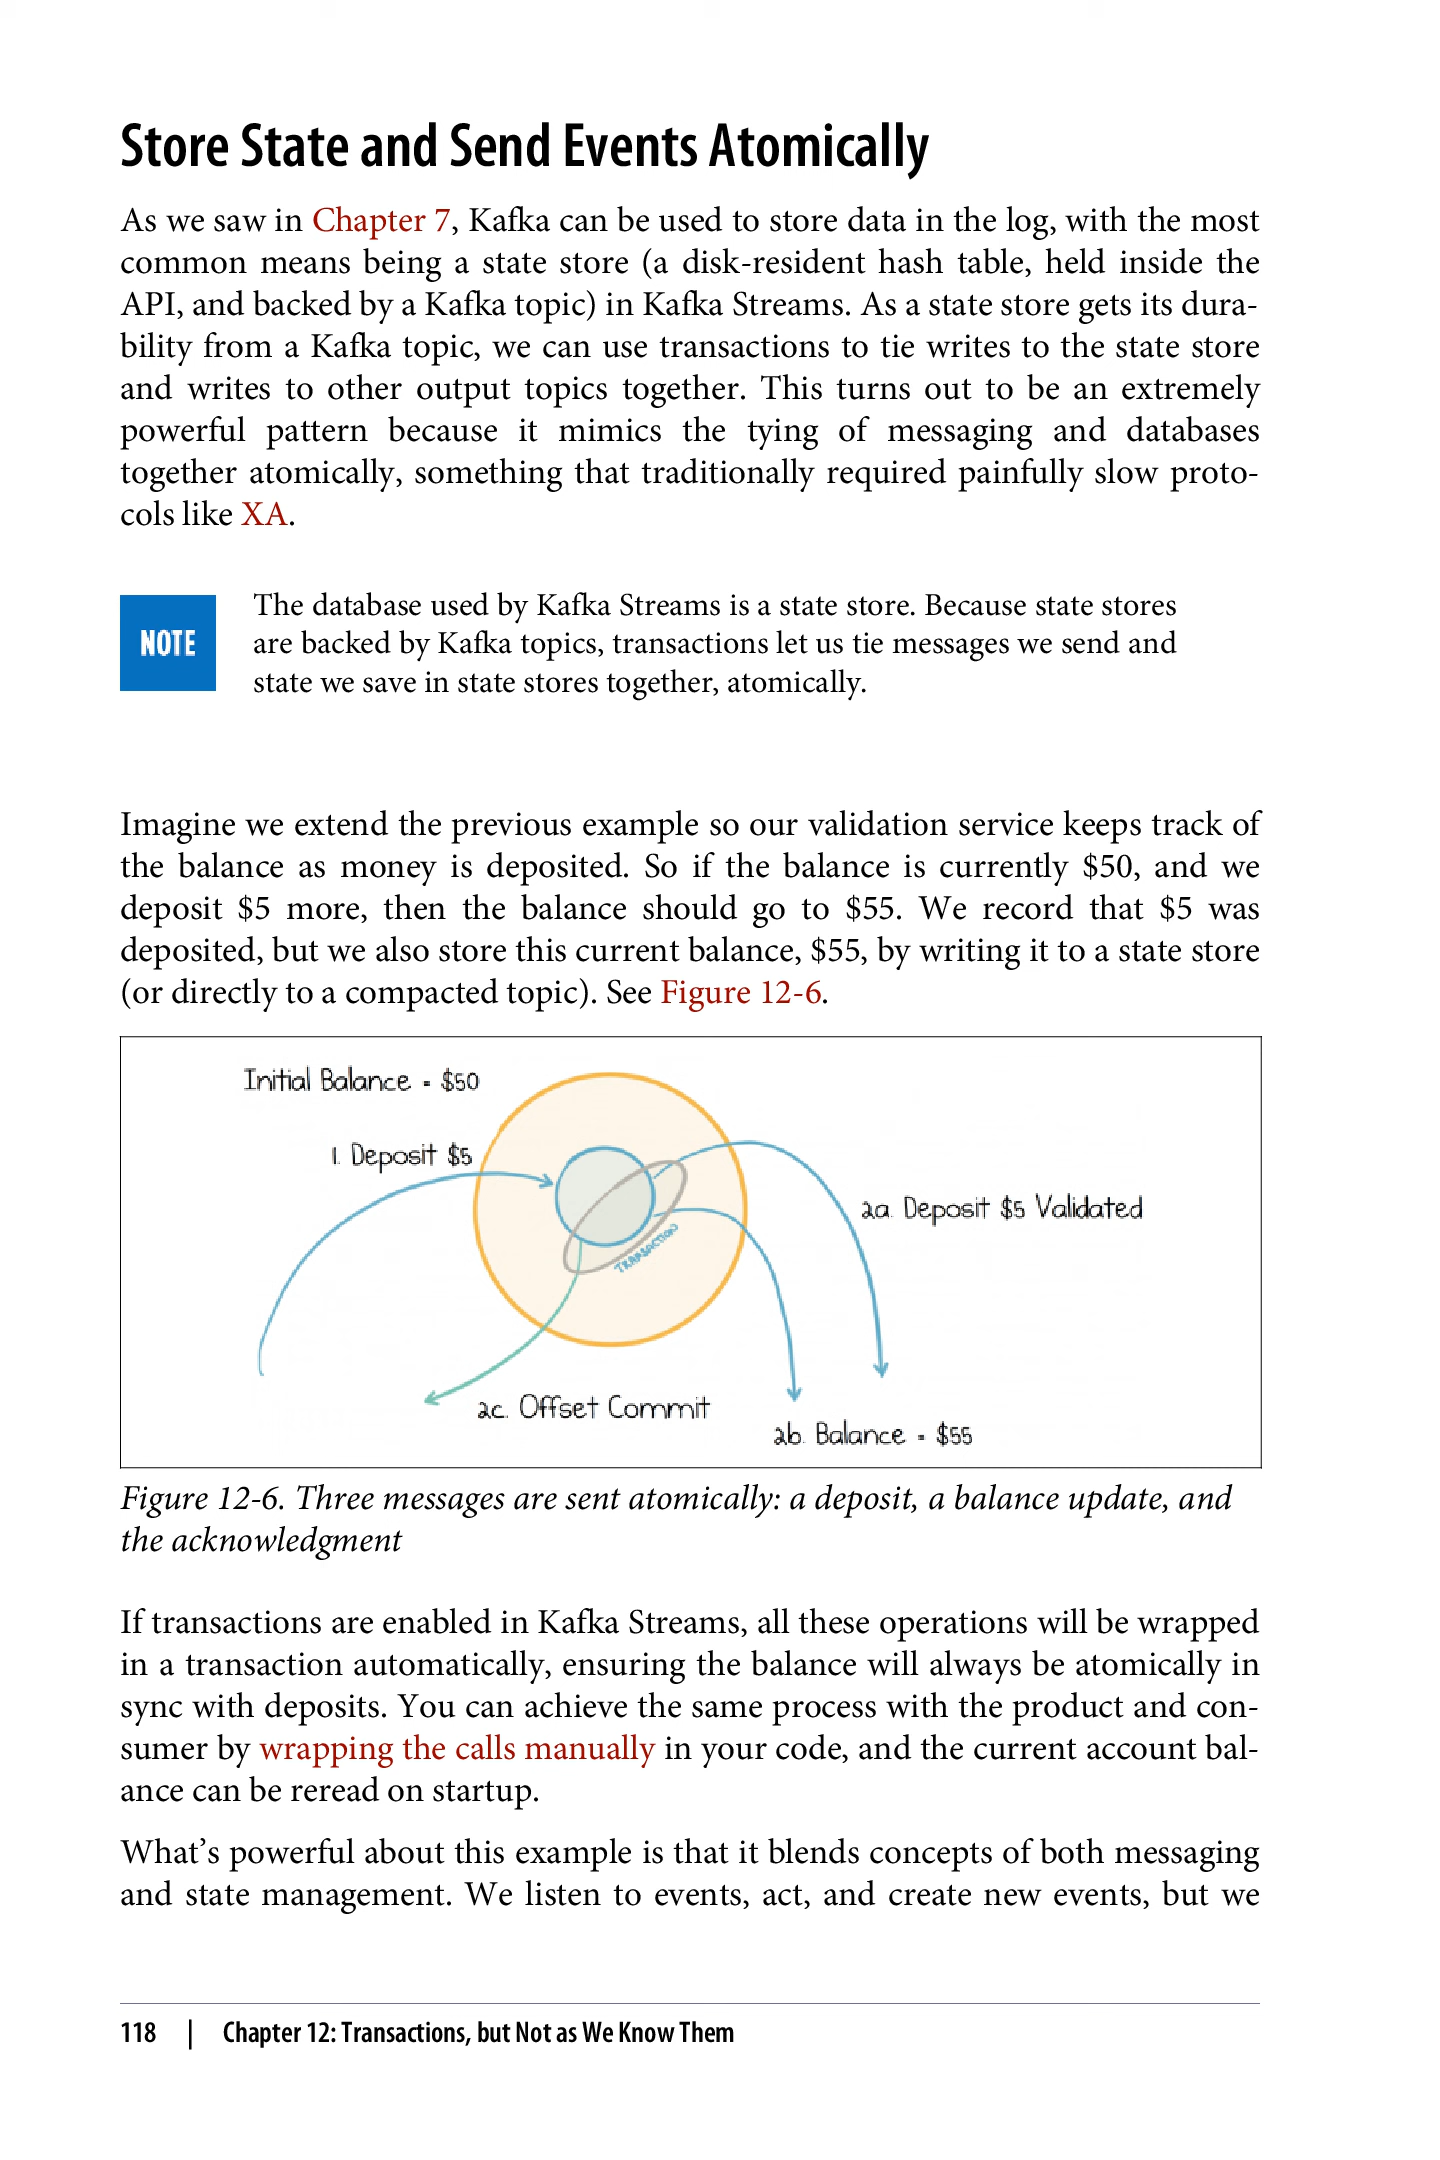 Store State and Send Events Atomically
As we saw in Chapter 7, Kafka can be used to store data in the log, with the most
common means being a state store (a disk-resident hash table, held inside the
API, and backed by a Kafka topic) in Kafka Streams. As a state store gets its dura-
bility from a Kafka topic, we can use transactions to tie writes to the state store
and writes to other output topics together. This turns out to be an extremely
powerful pattern because it mimics the tying of messaging and databases
together atomically, something that traditionally required painfully slow proto-
cols like XA.
NOTE
The database used by Kafka Streams is a state store. Because state stores
are backed by Kafka topics, transactions let us tie messages we send and
state we save in state stores together, atomically.
Imagine we extend the previous example so our validation service keeps track of
the balance as money is deposited. So if the balance is currently $50, and we
deposit $5 more, then the balance should go to $55. We record that $5 was
deposited, but we also store this current balance, $55, by writing it to a state store
(or directly to a compacted topic). See Figure 12-6.
Initial Balance = $50
1. Deposit $5
2a. Deposit $5 Validated
TRANSACTION
2c. Offset Commit
2b. Balance = $55
Figure 12-6. Three messages are sent atomically: a deposit, a balance update, and
the acknowledgment
If transactions are enabled in Kafka Streams, all these operations will be wrapped
in a transaction automatically, ensuring the balance will always be atomically in
sync with deposits. You can achieve the same process with the product and con-
sumer by wrapping the calls manually in your code, and the current account bal-
ance can be reread on startup.
What’s powerful about this example is that it blends concepts of both messaging
and state management. We listen to events, act, and create new events, but we
118 | Chapter 12: Transactions, but Not as We Know Them